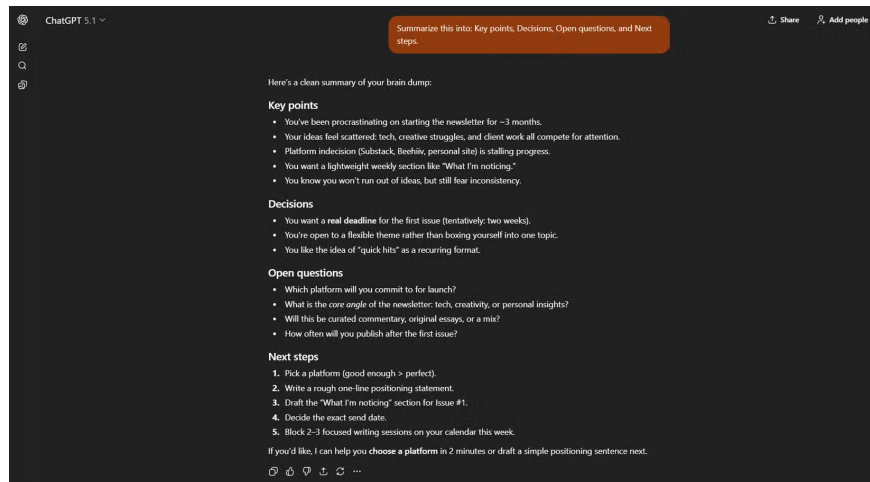 ChatGPT 5.1
Share
Add people
Summarize this into: Key points, Decisions, Open questions, and Next
steps.
Here's a clean summary of your brain dump:
Key points
• You've been procrastinating on starting the newsletter for ~3 months.
• Your ideas feel scattered: tech, creative struggles, and client work all compete for attention.
• Platform indecision (Substack, Beehiiv, personal site) is stalling progress.
• You want a lightweight weekly section like "What I'm noticing."
• You know you won't run out of ideas, but still fear inconsistency.
Decisions
• You want a real deadline for the first issue (tentatively: two weeks).
• You're open to a flexible theme rather than boxing yourself into one topic.
• You like the idea of "quick hits" as a recurring format.
Open questions
• Which platform will you commit to for launch?
• What is the core angle of the newsletter: tech, creativity, or personal insights?
• Will this be curated commentary, original essays, or a mix?
• How often will you publish after the first issue?
Next steps
1. Pick a platform (good enough > perfect).
2. Write a rough one-line positioning statement.
3. Draft the "What I'm noticing" section for Issue #1.
4. Decide the exact send date.
5. Block 2–3 focused writing sessions on your calendar this week.
If you'd like, I can help you choose a platform in 2 minutes or draft a simple positioning sentence next.